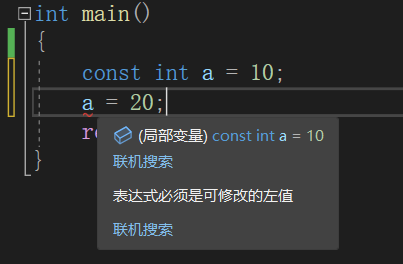 int main()
{
const int a = 10;
a = 20;
re
(局部变量) const int a = 10
联机搜索
表达式必须是可修改的左值
联机搜索
}